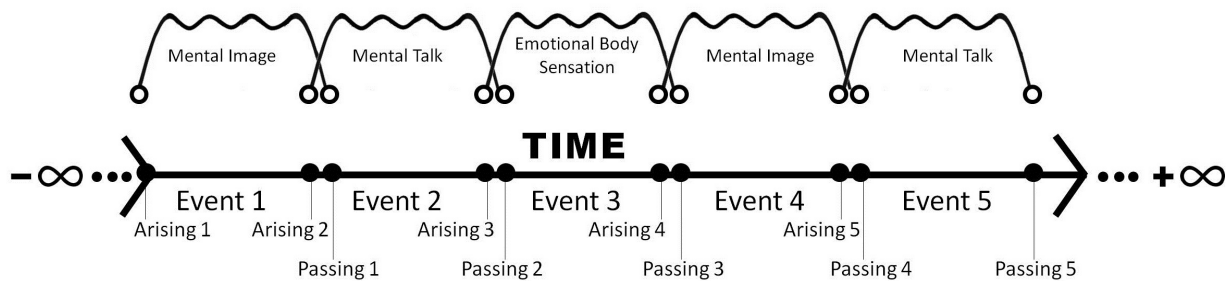 Mental Image
Mental Talk
Emotional Body
Sensation
Mental Image
Mental Talk
TIME
– ∞ •••
••• + ∞
Event 1
Event 2
Event 3
Event 4
Event 5
Arising 1
Arising 2
Arising 3
Arising 4
Arising 5
Passing 1
Passing 2
Passing 3
Passing 4
Passing 5